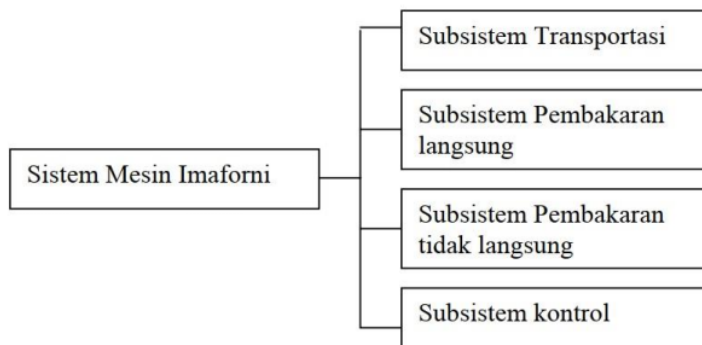 Sistem Mesin Imaforni
Subsistem Transportasi
Subsistem Pembakaran
langsung
Subsistem Pembakaran
tidak langsung
Subsistem kontrol